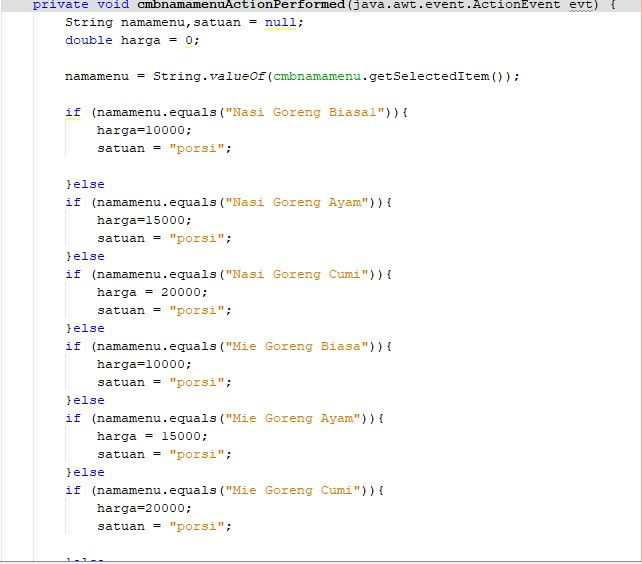 private void cmbnamamenuActionPerformed(java.awt.event.ActionEvent evt) {
String namamenu,satuan = null;
double harga = 0;
namamenu = String.valueOf(cmbnamamenu.getSelectedItem());
if (namamenu.equals("Nasi Goreng Biasa1")){
harga=10000;
satuan = "porsi";
}else
if (namamenu.equals("Nasi Goreng Ayam")){
harga=15000;
satuan = "porsi";
}else
if (namamenu.equals("Nasi Goreng Cumi")){
harga = 20000;
satuan = "porsi";
}else
if (namamenu.equals("Mie Goreng Biasa")){
harga=10000;
satuan = "porsi";
}else
if (namamenu.equals("Mie Goreng Ayam")){
harga = 15000;
satuan = "porsi";
}else
if (namamenu.equals("Mie Goreng Cumi")){
harga=20000;
satuan = "porsi";
}else